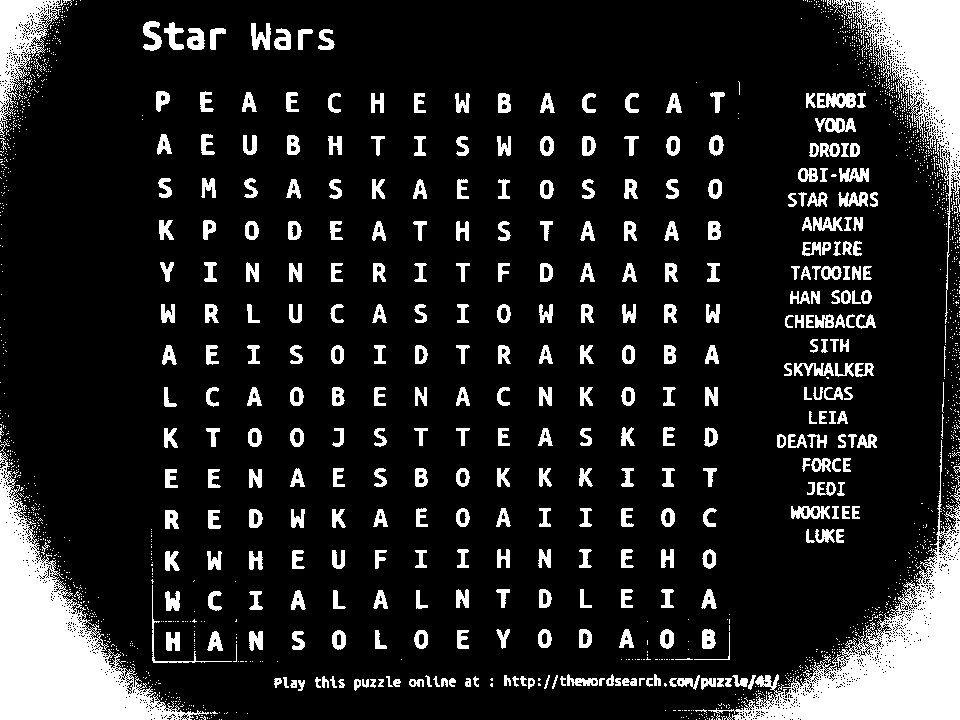 Star Wars
P E A E C H E W B A C C A T
A E U B H T I S W O D T O O
S M S A S K A E I O S R S O
K P O D E A T H S T A R A B
Y I N N E R I T F D A A R I
W R L U C A S I O W R W R W
A E I S O I D T R A K O B A
L C A O B E N A C N K O I N
K T O O J S T T E A S K E D
E E N A E S B O K K K I I T
R E D W K A E O A I I E O C
K W H E U F I I H N I E H O
W C I A L A L N T D L E I A
H A N S O L O E Y O D A O B
KENOBI
YODA
DROID
OBI-WAN
STAR WARS
ANAKIN
EMPIRE
TATOOINE
HAN SOLO
CHEWBACCA
SITH
SKYWALKER
LUCAS
LEIA
DEATH STAR
FORCE
JEDI
WOOKIEE
LUKE
Play this puzzle online at : http://thewordsearch.com/puzzle/43/